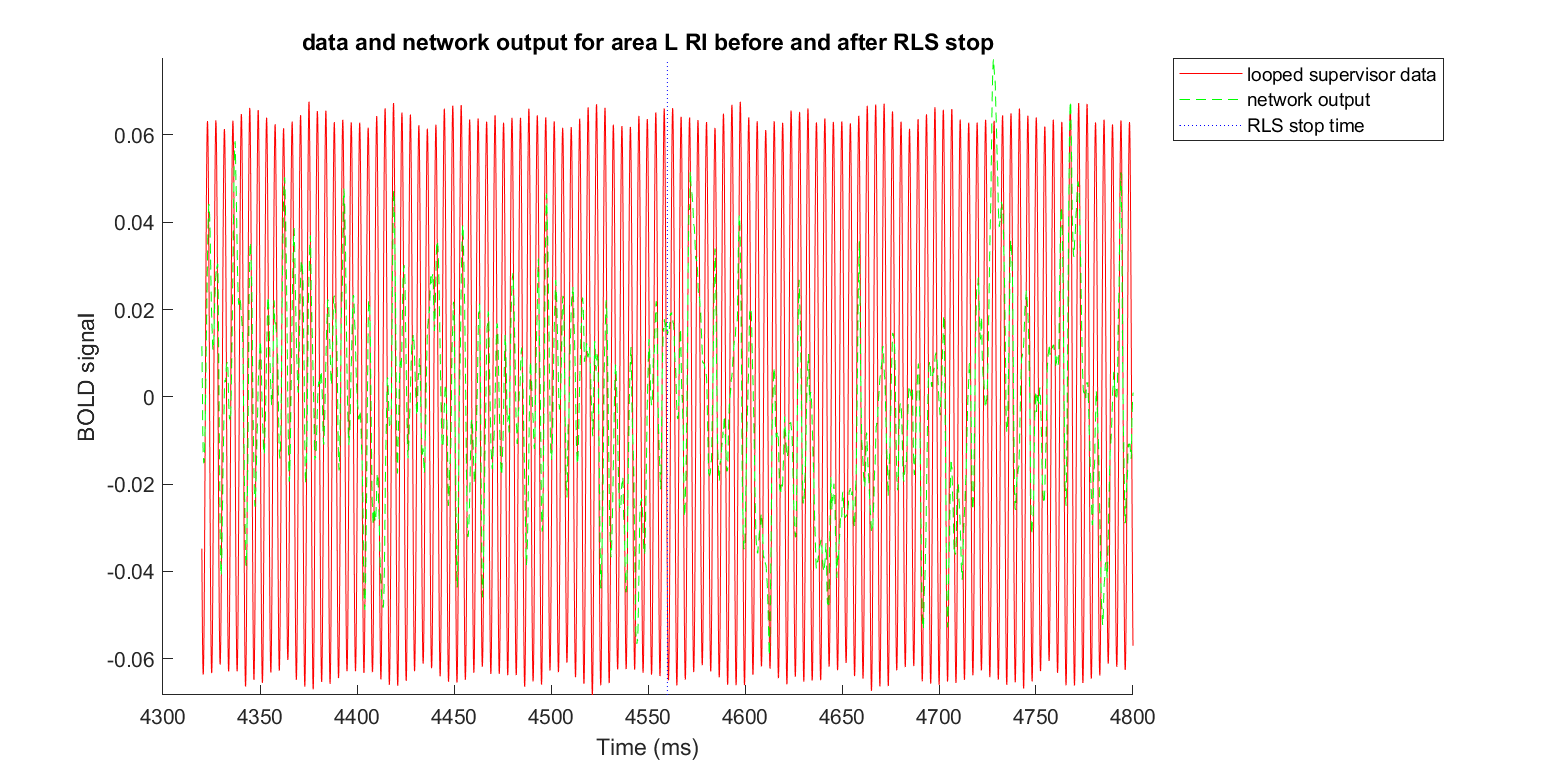 data and network output for area L RI before and after RLS stop
looped supervisor data
network output
RLS stop time
BOLD signal
0.06
0.04
0.02
0
-0.02
-0.04
-0.06
4300 4350 4400 4450 4500 4550 4600 4650 4700 4750 4800
Time (ms)